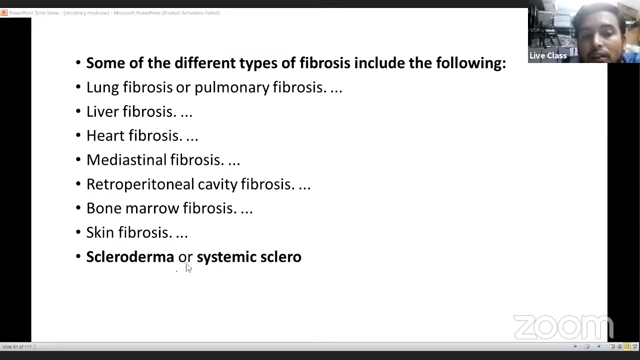 PowerPoint Slide Show - [recovery medicine] - Microsoft PowerPoint (Product Activation Failed)
Live Class
• Some of the different types of fibrosis include the following:
• Lung fibrosis or pulmonary fibrosis. ...
• Liver fibrosis. ...
• Heart fibrosis. ...
• Mediastinal fibrosis. ...
• Retroperitoneal cavity fibrosis. ...
• Bone marrow fibrosis. ...
• Skin fibrosis. ...
• Scleroderma or systemic sclero
zoom